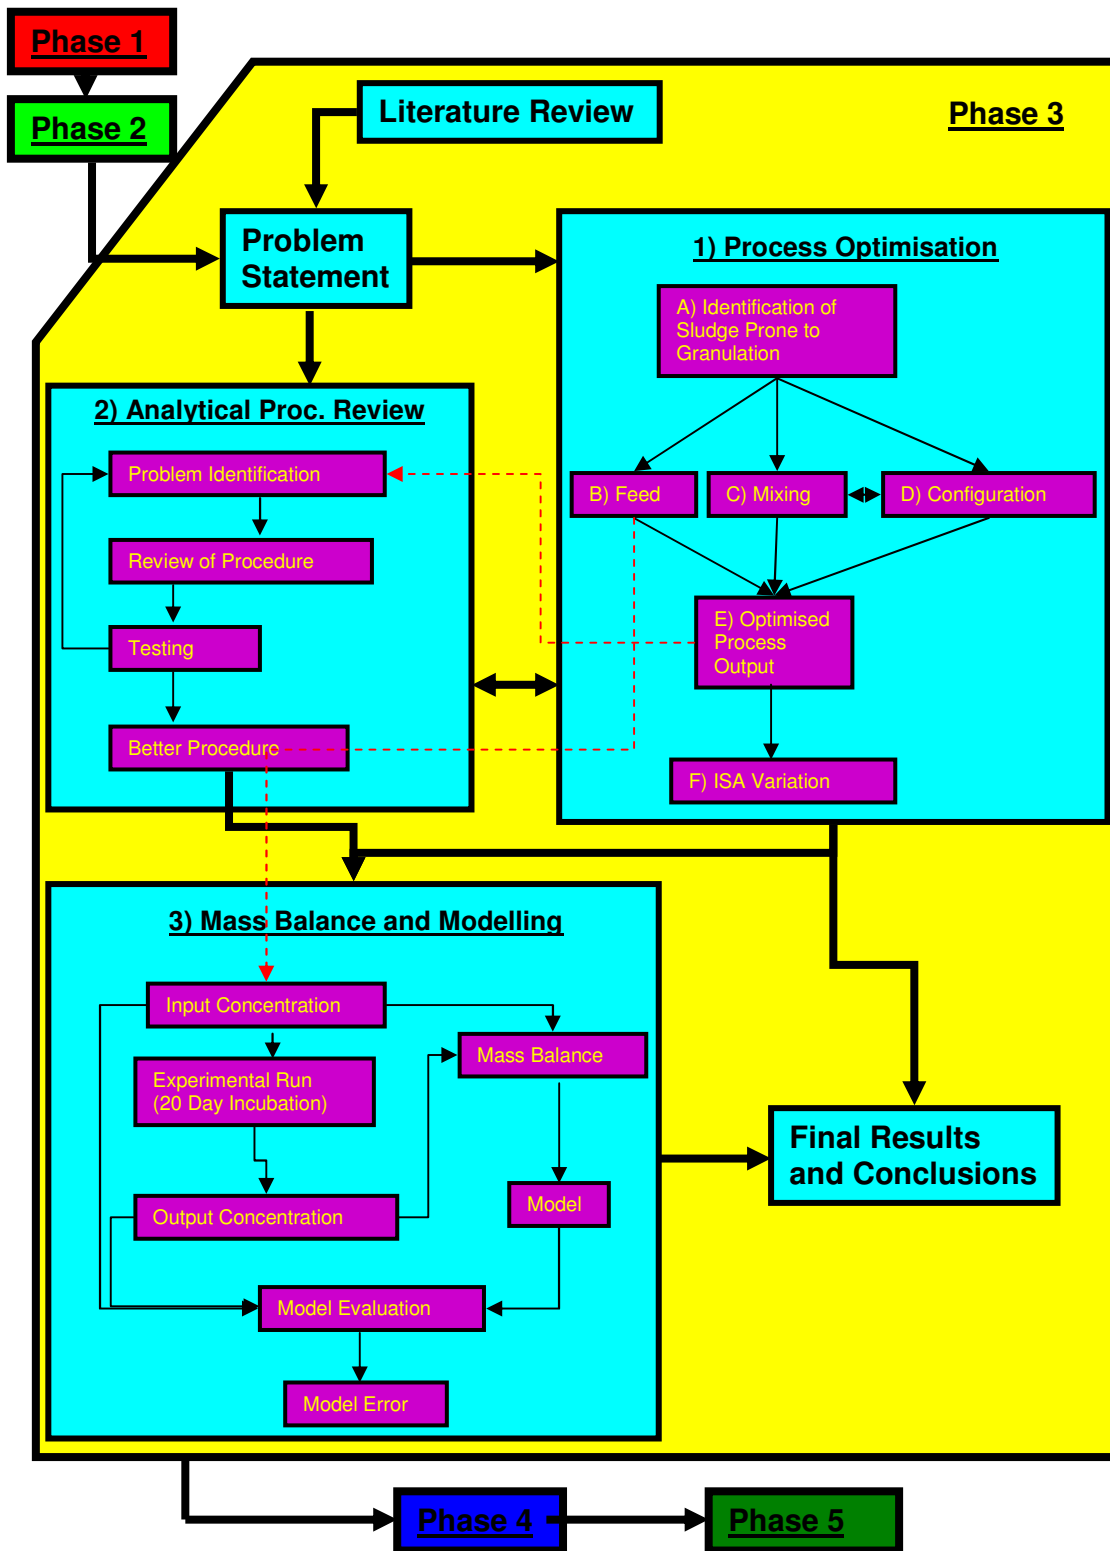 Phase 1
Phase 2
Literature Review
Phase 3
Problem
Statement
1) Process Optimisation
A) Identification of
Sludge Prone to
Granulation
B) Feed
C) Mixing
D) Configuration
E) Optimised
Process
Output
F) ISA Variation
2) Analytical Proc. Review
Problem Identification
Review of Procedure
Testing
Better Procedure
3) Mass Balance and Modelling
Input Concentration
Mass Balance
Experimental Run
(20 Day Incubation)
Output Concentration
Model
Model Evaluation
Model Error
Final Results
and Conclusions
Phase 4
Phase 5